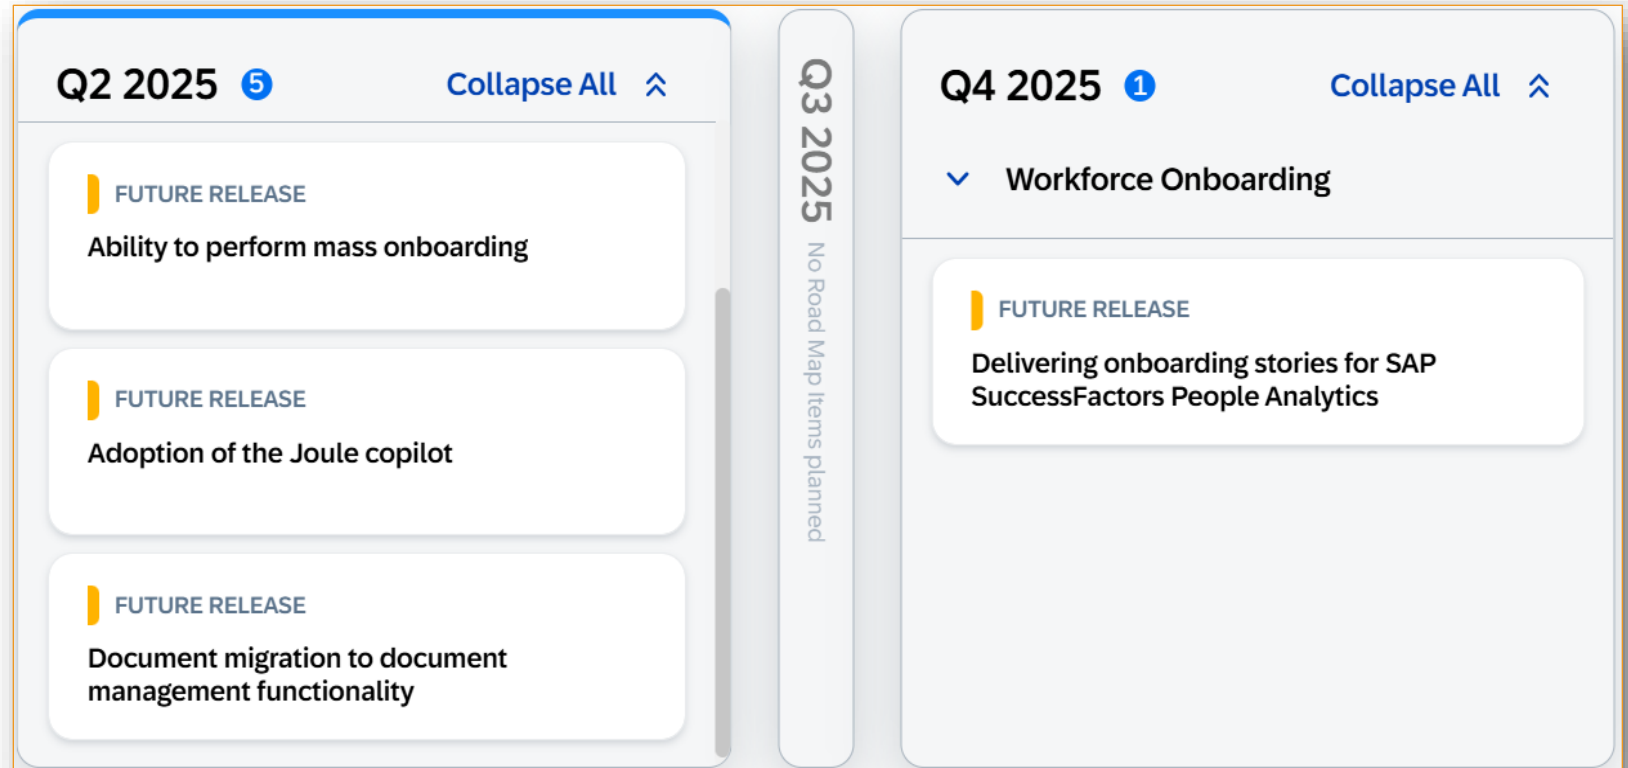 Q2 2025 5 Collapse All
FUTURE RELEASE
Ability to perform mass onboarding
FUTURE RELEASE
Adoption of the Joule copilot
FUTURE RELEASE
Document migration to document
management functionality
Q3 2025 No Road Map Items planned
Q4 2025 1 Collapse All
Workforce Onboarding
FUTURE RELEASE
Delivering onboarding stories for SAP
SuccessFactors People Analytics